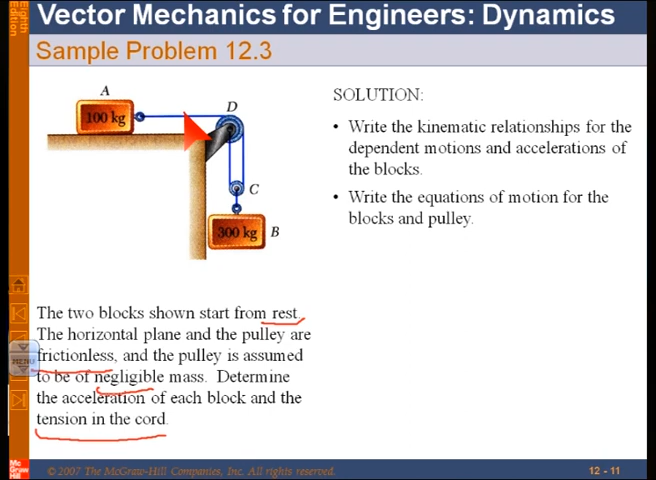 Eighth
Edition
Vector Mechanics for Engineers: Dynamics
Sample Problem 12.3
A
100 kg
D
C
300 kg
B
SOLUTION:
• Write the kinematic relationships for the
dependent motions and accelerations of
the blocks.
• Write the equations of motion for the
blocks and pulley.
The two blocks shown start from rest.
The horizontal plane and the pulley are
frictionless, and the pulley is assumed
to be of negligible mass. Determine
the acceleration of each block and the
tension in the cord.
MENU
Mc
Graw
Hill
© 2007 The McGraw-Hill Companies, Inc. All rights reserved.
12 - 11